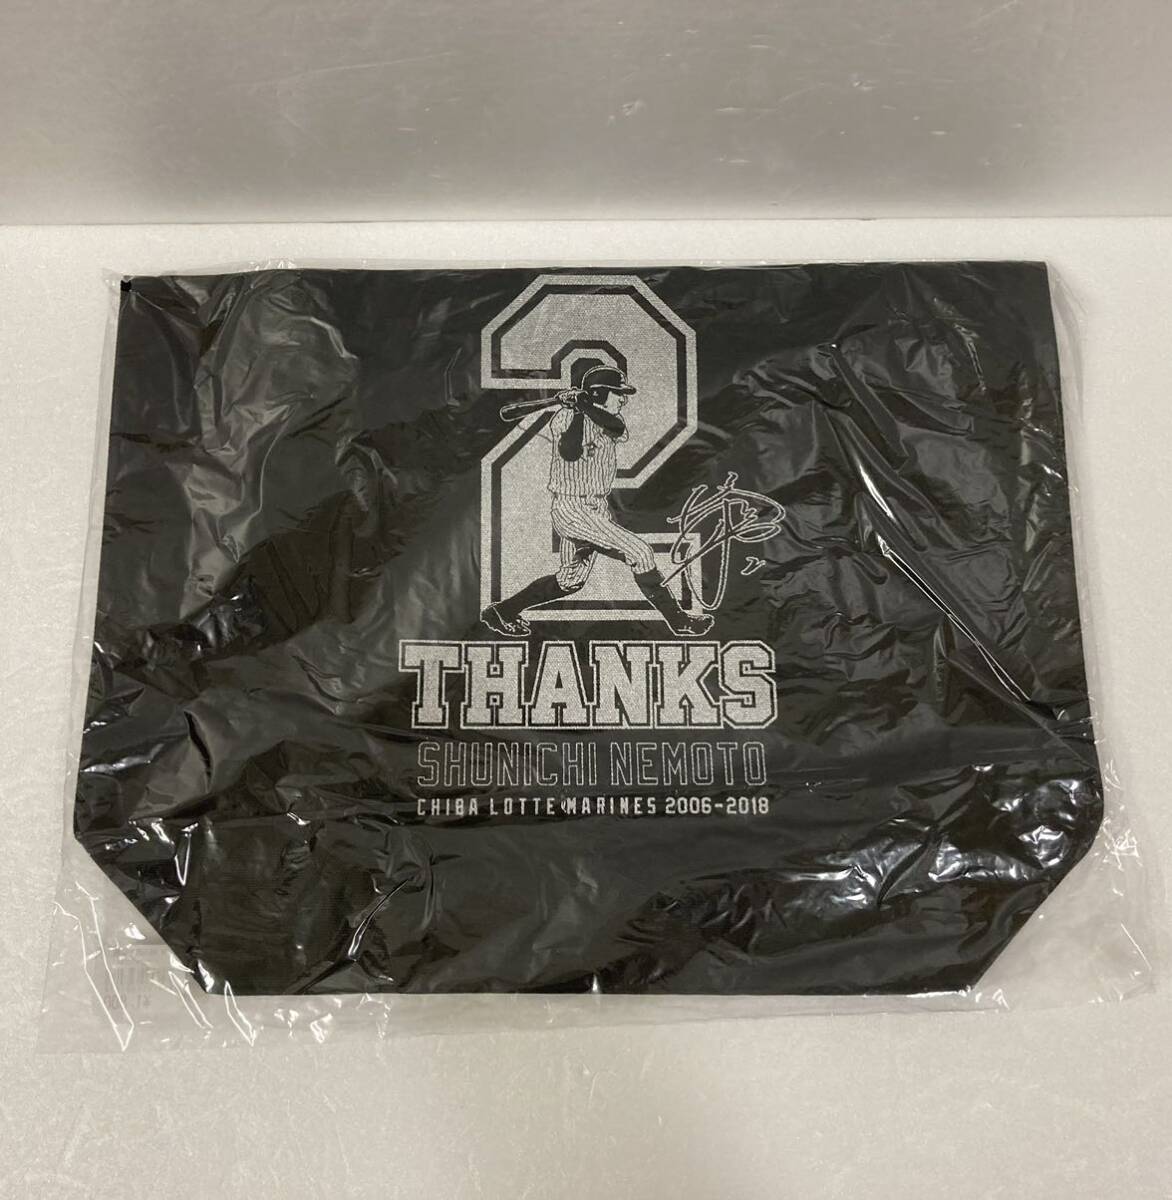 2
THANKS
SHUNICHI NEMOTO
CHIBA LOTTE MARINES 2006-2018